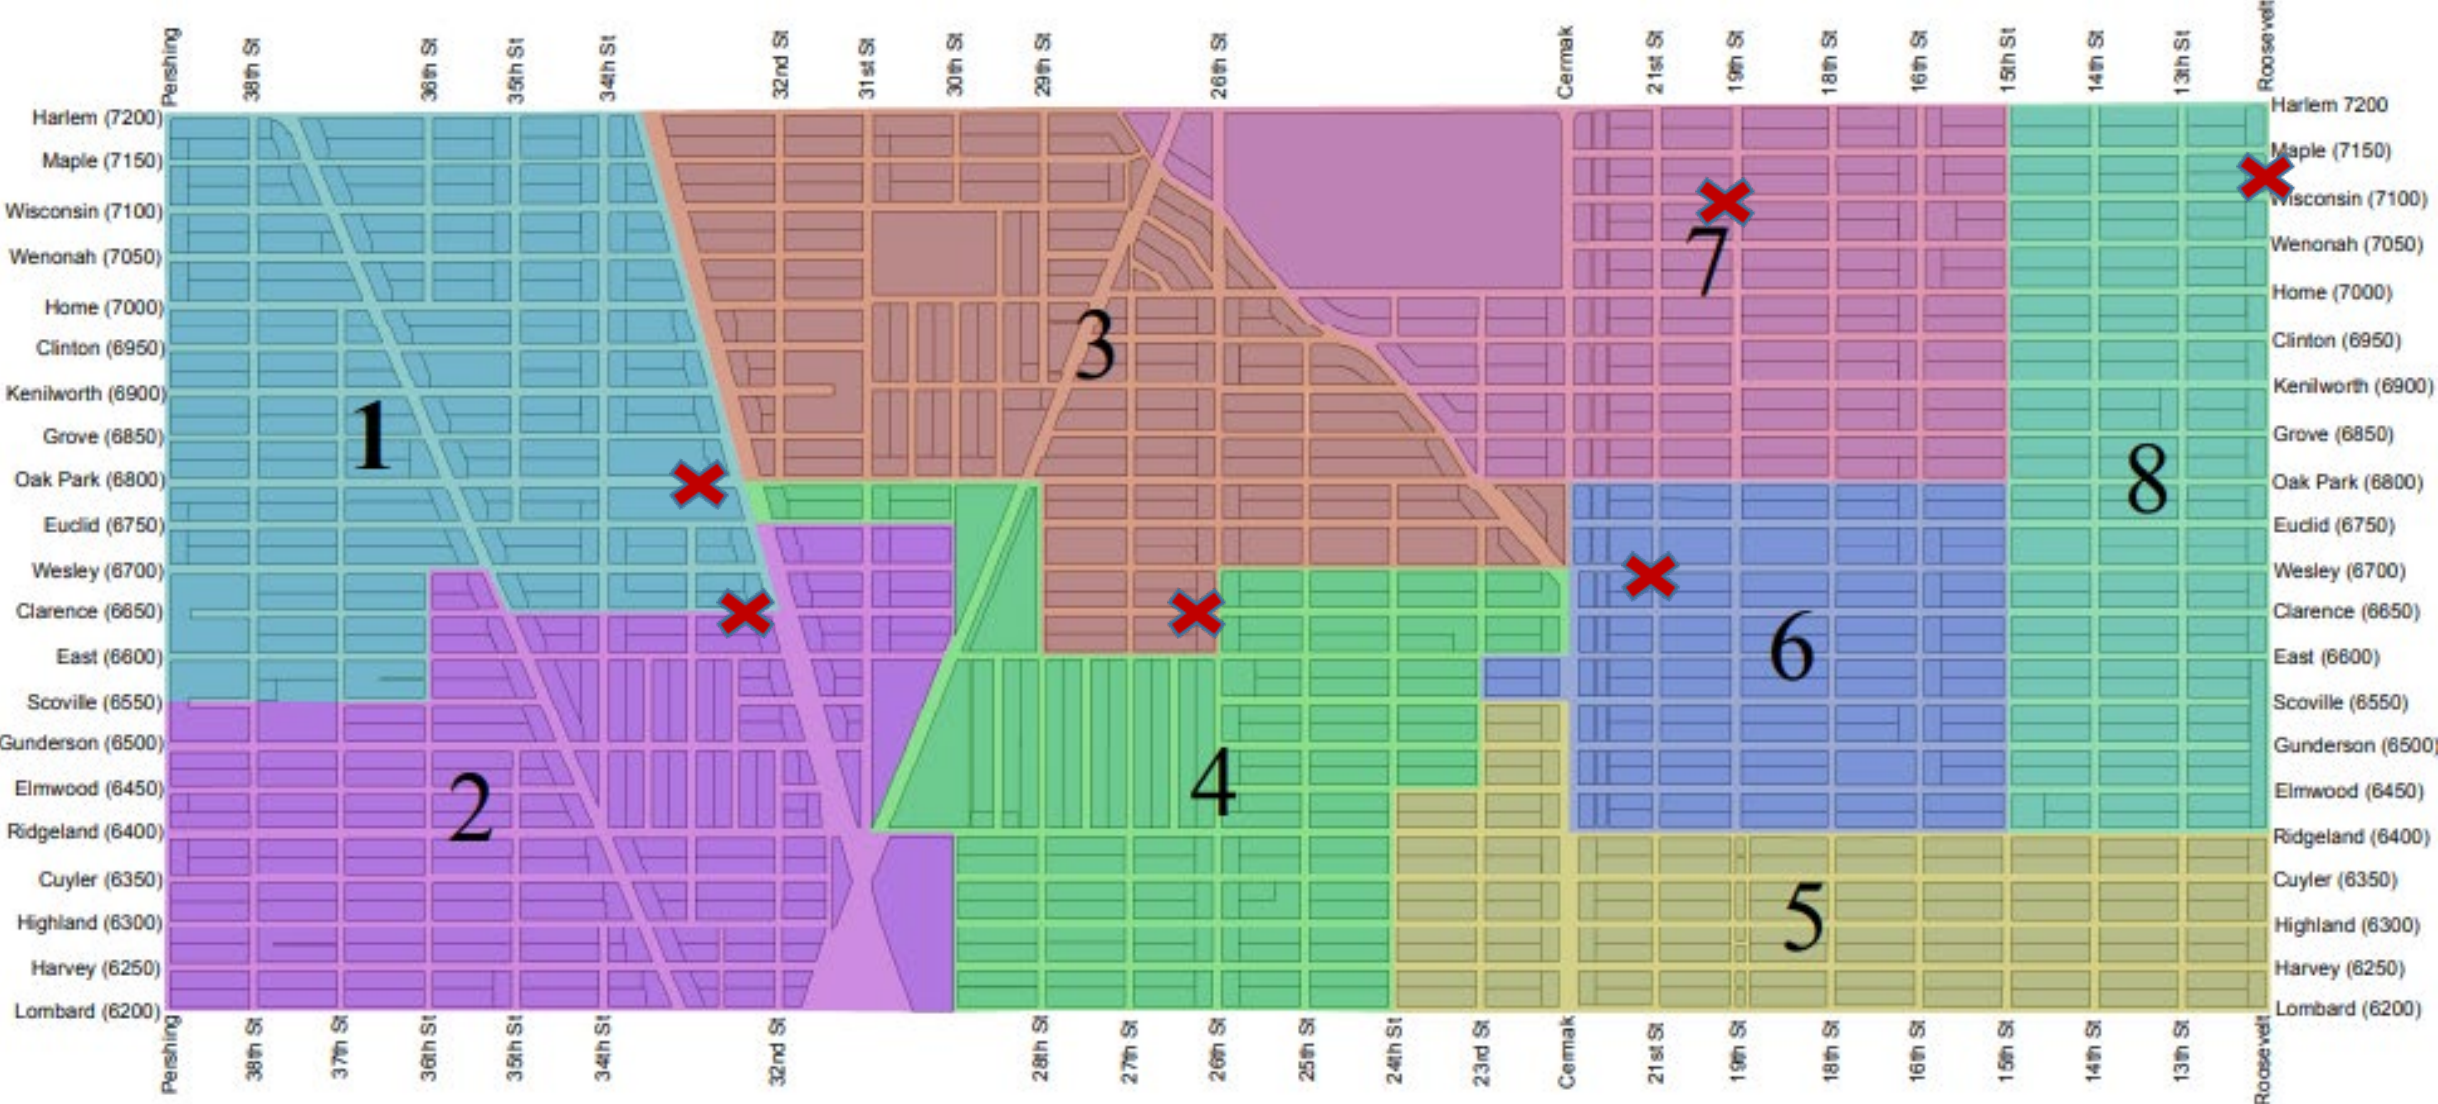 Pershing
38th St
36th St
35th St
34th St
32nd St
31st St
30th St
29th St
26th St
Cermak
21st St
19th St
18th St
16th St
15th St
14th St
13th St
Roosevelt
Harlem (7200)
Maple (7150)
Wisconsin (7100)
Wenonah (7050)
Home (7000)
Clinton (6950)
Kenilworth (6900)
Grove (6850)
Oak Park (6800)
Euclid (6750)
Wesley (6700)
Clarence (6650)
East (6600)
Scoville (6550)
Gunderson (6500)
Elmwood (6450)
Ridgeland (6400)
Cuyler (6350)
Highland (6300)
Harvey (6250)
Lombard (6200)
1
2
3
4
7
6
5
8
Harlem 7200
Maple (7150)
Wisconsin (7100)
Wenonah (7050)
Home (7000)
Clinton (6950)
Kenilworth (6900)
Grove (6850)
Oak Park (6800)
Euclid (6750)
Wesley (6700)
Clarence (6650)
East (6600)
Scoville (6550)
Gunderson (6500)
Elmwood (6450)
Ridgeland (6400)
Cuyler (6350)
Highland (6300)
Harvey (6250)
Lombard (6200)
Pershing
38th St
37th St
36th St
35th St
34th St
32nd St
28th St
27th St
26th St
25th St
24th St
23rd St
Cermak
21st St
19th St
18th St
16th St
15th St
14th St
13th St
Roosevelt